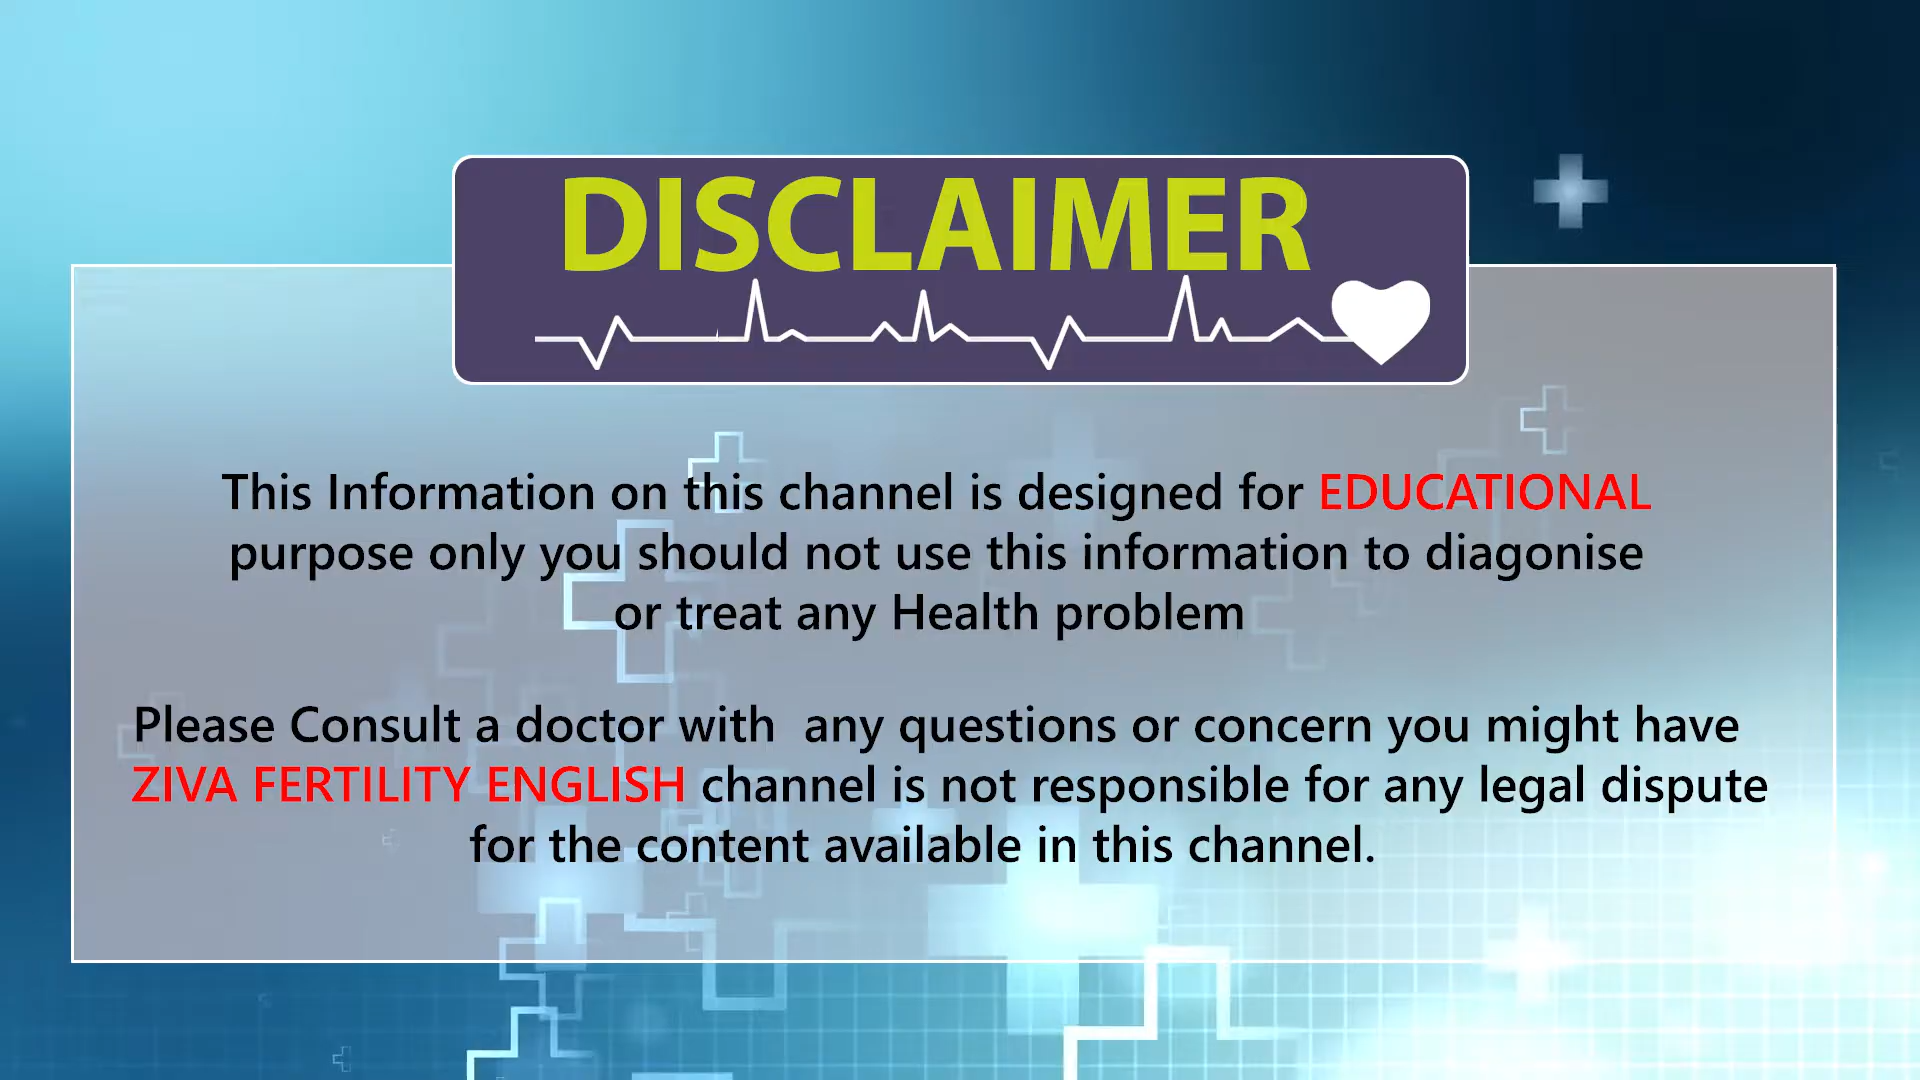 DISCLAIMER
This Information on this channel is designed for EDUCATIONAL
purpose only you should not use this information to diagonise
or treat any Health problem
Please Consult a doctor with  any questions or concern you might have
ZIVA FERTILITY ENGLISH channel is not responsible for any legal dispute
for the content available in this channel.